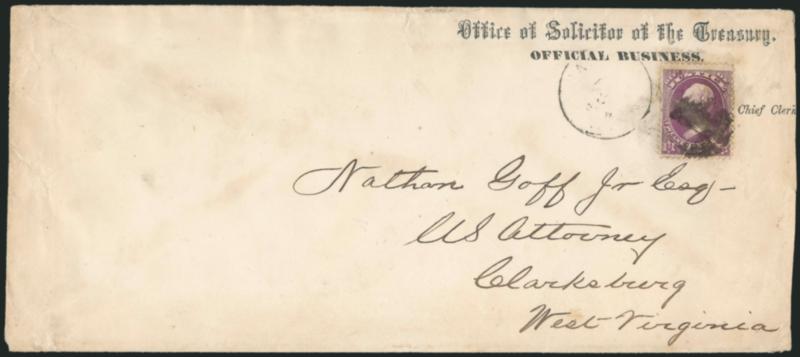 Office of Solicitor of the Treasury.
OFFICIAL BUSINESS.
Chief Clerk
Nathan Goff Jr Esq-
US Attorney
Clarksburg
West Virginia